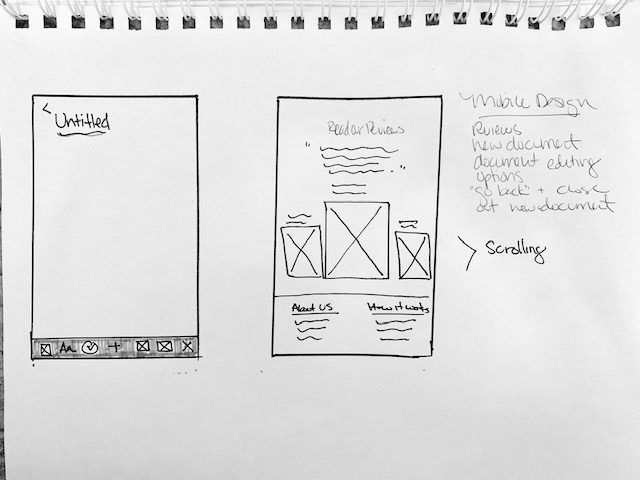 < Untitled
Aa
Reader Reviews
About US
How it works
Mobile Design
Reviews
new document
document editing
options
"go back" + close
out new document
> Scrolling